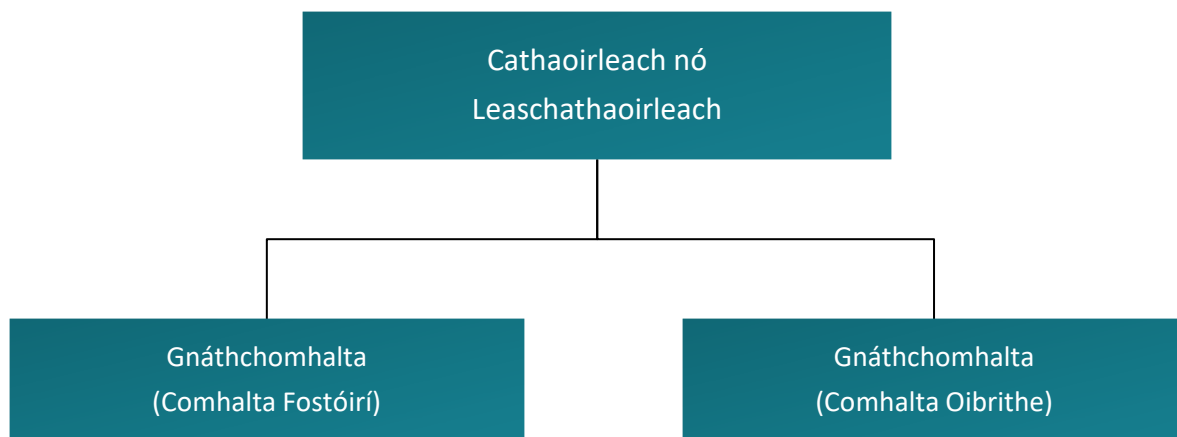 Cathaoirleach nó
Leaschathaoirleach
Gnáthchomhalta
(Comhalta Fostóirí)
Gnáthchomhalta
(Comhalta Oibrithe)